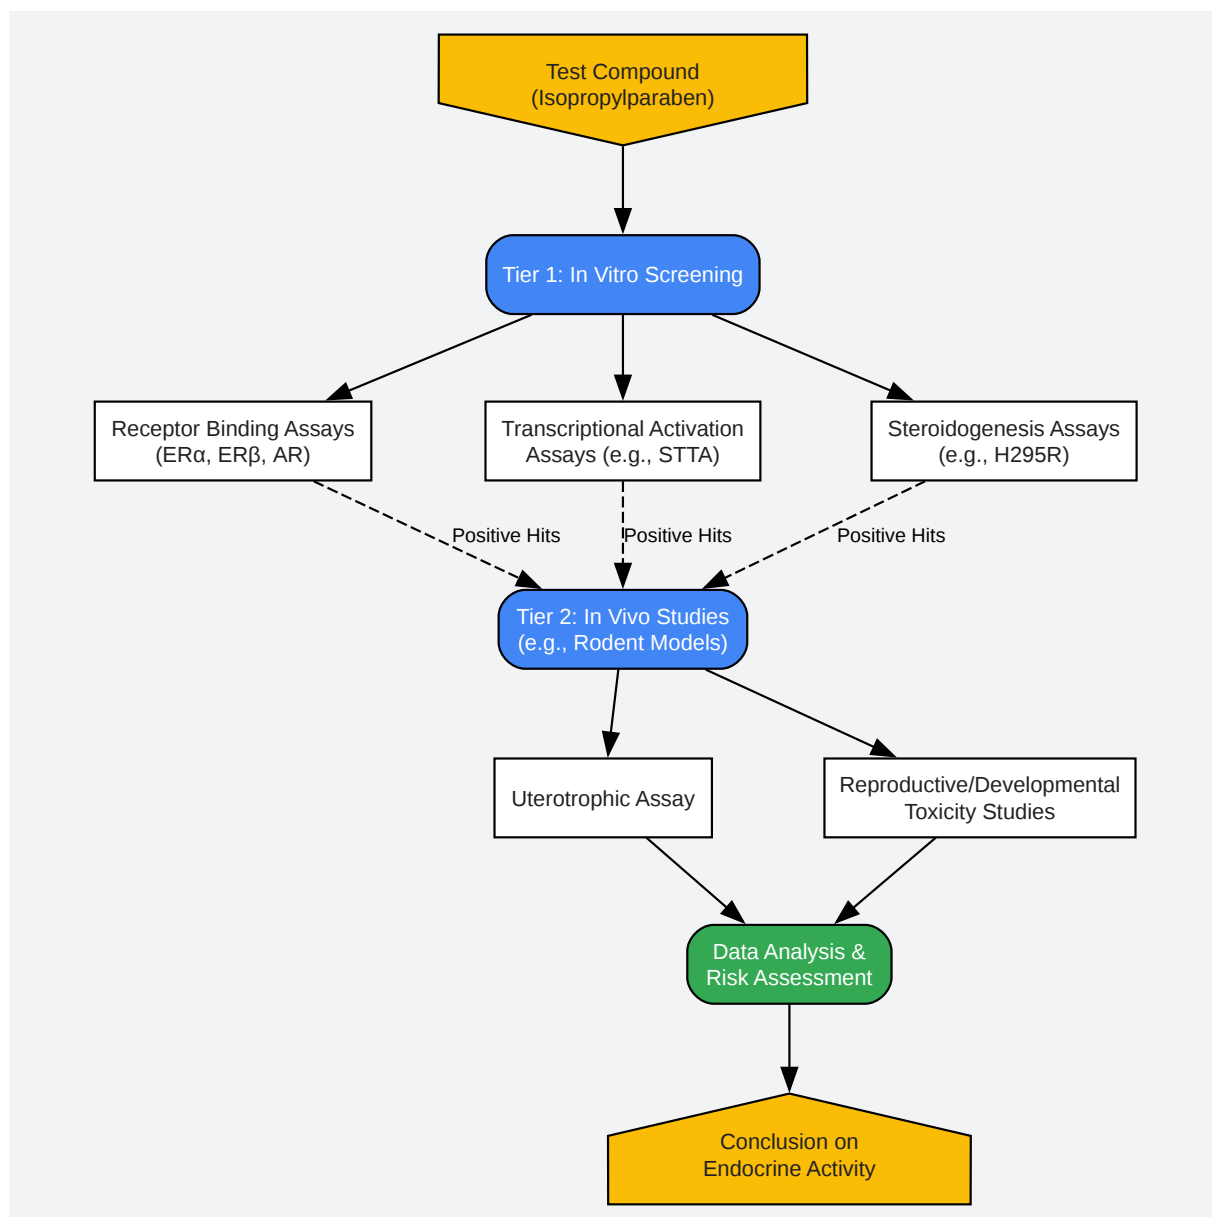 Test Compound
(Isopropylparaben)
Tier 1: In Vitro Screening
Receptor Binding Assays
(ERα, ERβ, AR)
Transcriptional Activation
Assays (e.g., STTA)
Steroidogenesis Assays
(e.g., H295R)
Positive Hits
Positive Hits
Positive Hits
Tier 2: In Vivo Studies
(e.g., Rodent Models)
Uterotrophic Assay
Reproductive/Developmental
Toxicity Studies
Data Analysis &
Risk Assessment
Conclusion on
Endocrine Activity